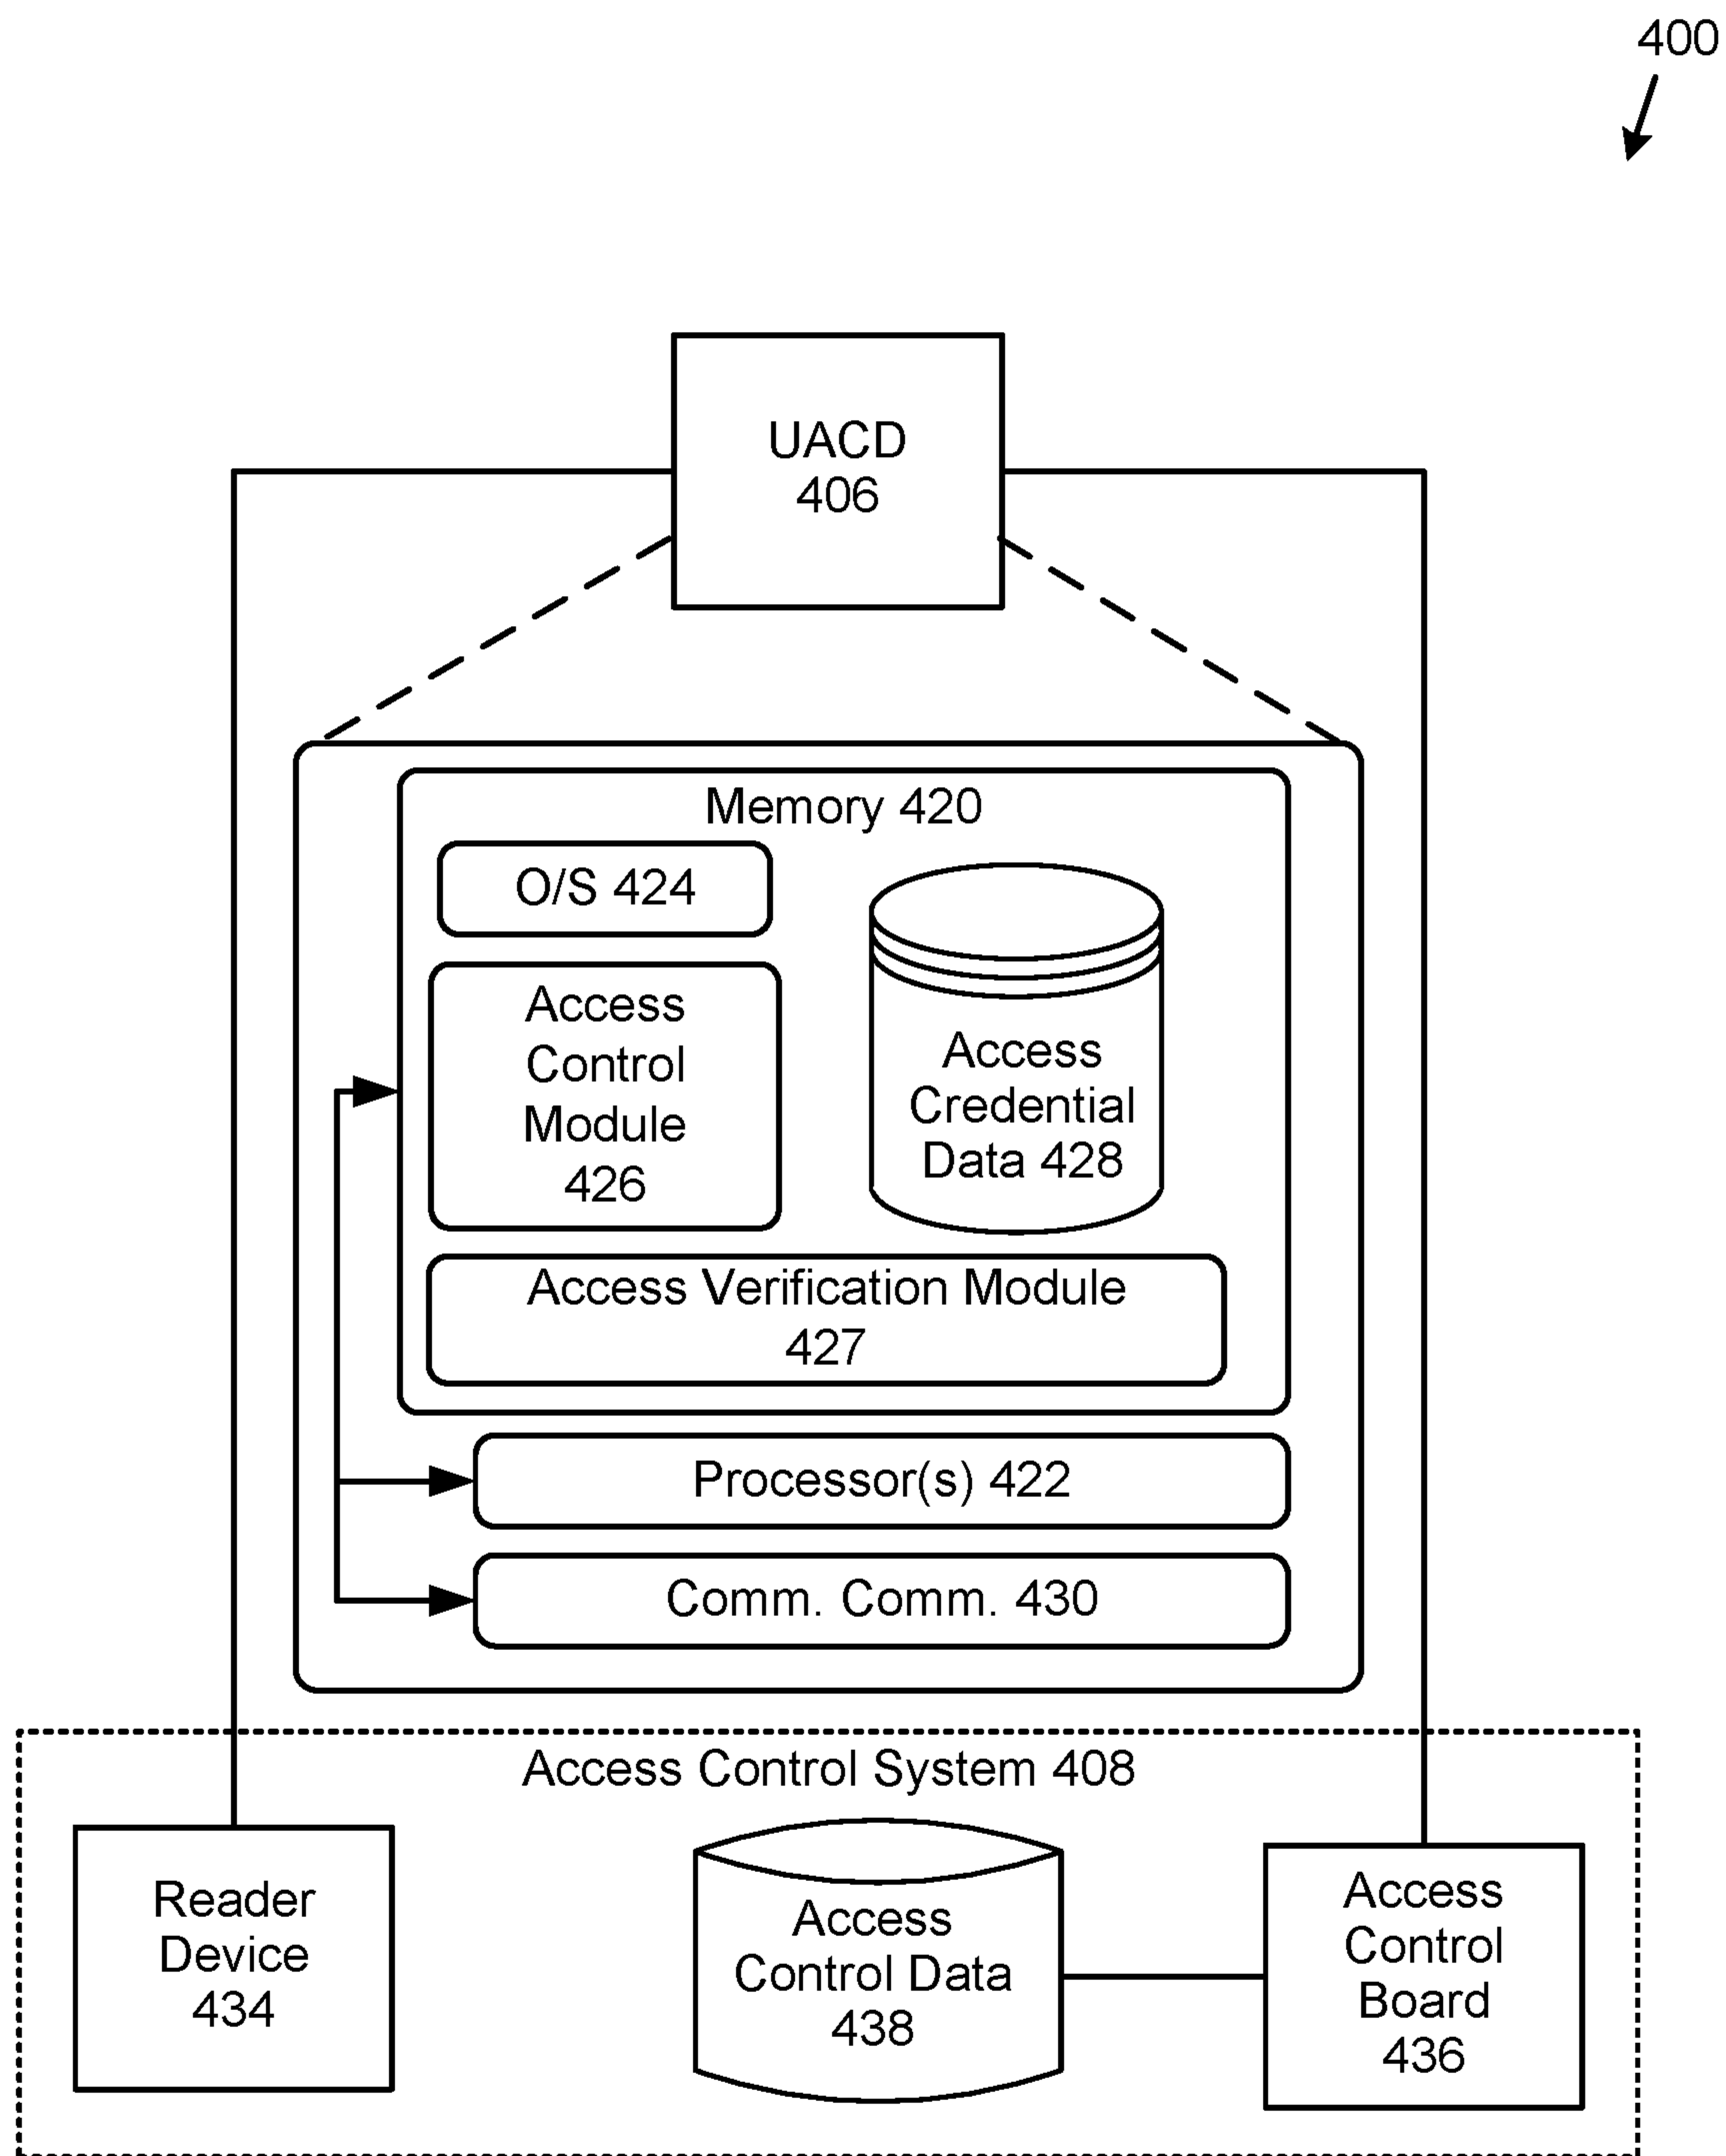 400
UACD
406
Memory 420
O/S 424
Access
Control
Module
426
Access
Credential
Data 428
Access Verification Module
427
Processor(s) 422
Comm. Comm. 430
Access Control System 408
Reader
Device
434
Access
Control Data
438
Access
Control
Board
436